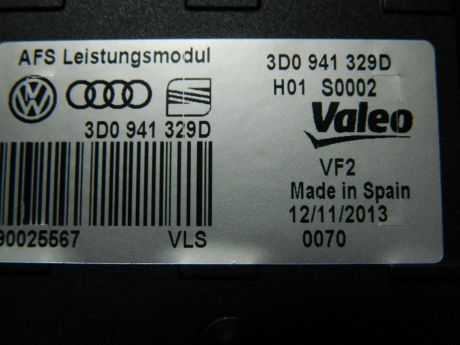 AFS Leistungsmodul
3D0 941 329D
H01 S0002
3D0 941 329D
Valeo
VF2
Made in Spain
12/11/2013
90025567 VLS
0070